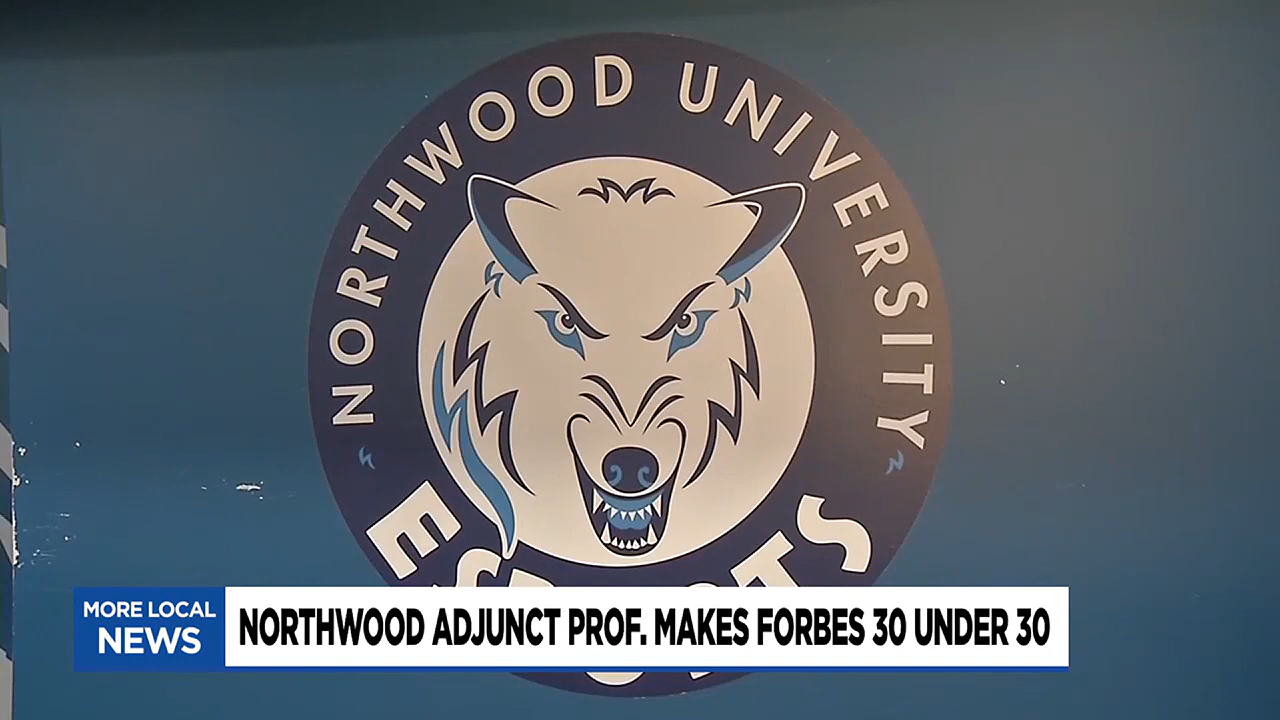 NORTHWOOD UNIVERSITY
MORE LOCAL
NEWS
NORTHWOOD ADJUNCT PROF. MAKES FORBES 30 UNDER 30